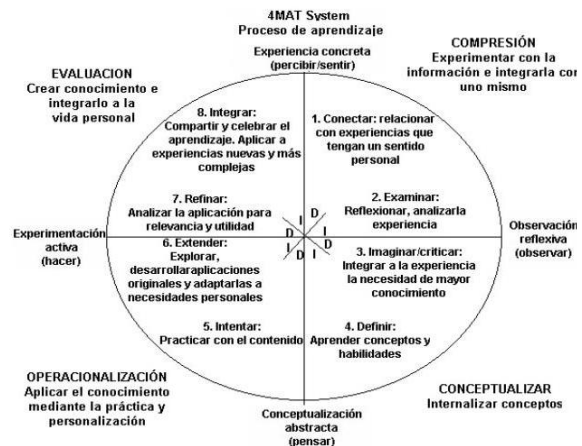 4MAT System
Proceso de aprendizaje
Experiencia concreta
(percibir/sentir)
COMPRESIÓN
Experimentar con la
información e integrarla con
uno mismo
EVALUACION
Crear conocimiento e
integrarlo a la
vida personal
8. Integrar:
Compartir y celebrar el
aprendizaje. Aplicar a
experiencias nuevas y más
complejas
1. Conectar: relacionar
con experiencias que
tengan un sentido
personal
7. Refinar:
Analizar la aplicación para
relevancia y utilidad
2. Examinar:
Reflexionar, analizarla
experiencia
I D
D I
D I
I D
Experimentación
activa
(hacer)
Observación
reflexiva
(observar)
6. Extender:
Explorar,
desarrollaraplicaciones
originales y adaptarlas a
necesidades personales
3. Imaginar/criticar:
Integrar a la experiencia
la necesidad de mayor
conocimiento
5. Intentar:
Practicar con el contenido
4. Definir:
Aprender conceptos y
habilidades
OPERACIONALIZACIÓN
Aplicar el conocimiento
mediante la práctica y
personalización
CONCEPTUALIZAR
Internalizar conceptos
Conceptualización
abstracta
(pensar)